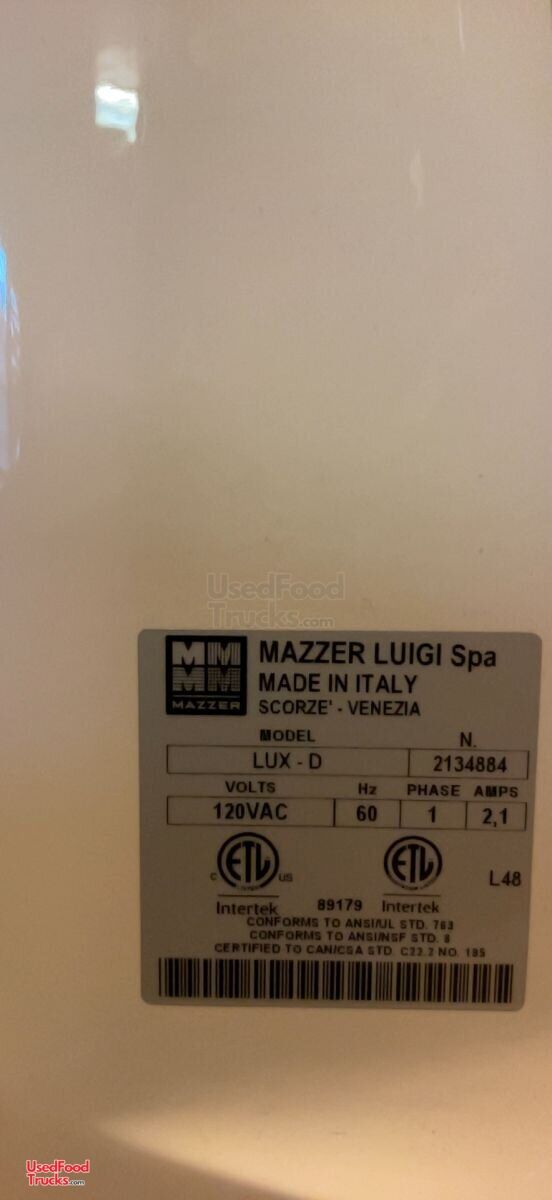 UsedFood
Trucks.com
MAZZER
MAZZER LUIGI Spa
MADE IN ITALY
SCORZE' - VENEZIA
MODEL N.
LUX - D 2134884
VOLTS Hz PHASE AMPS
120VAC 60 1 2,1
C ETL US ETL L48
Intertek 89179 Intertek
CONFORMS TO ANSI/UL STD. 763
CONFORMS TO ANSI/NSF STD. 8
CERTIFIED TO CAN/CSA STD. C22.2 NO. 195
UsedFood
Trucks.com